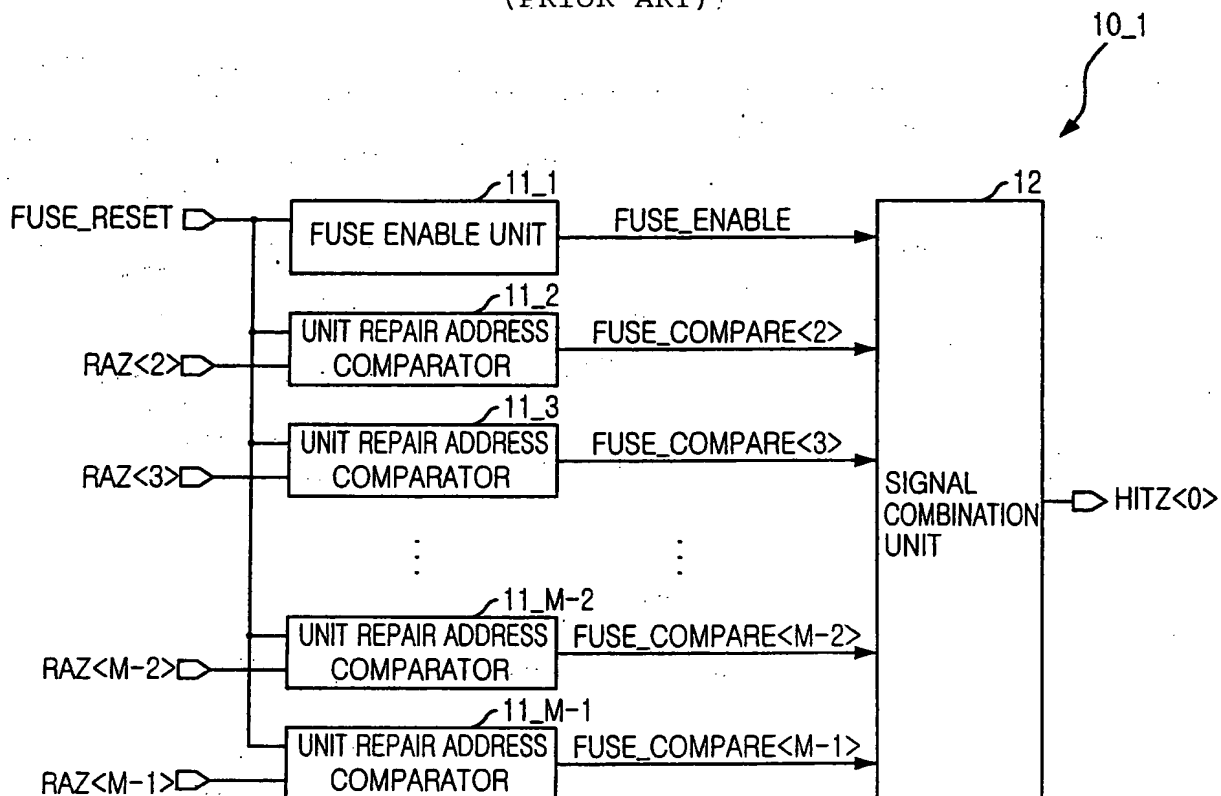 (PRIOR ART)
10_1
11_1
12
FUSE_RESET
FUSE ENABLE UNIT
FUSE_ENABLE
11_2
UNIT REPAIR ADDRESS
COMPARATOR
FUSE_COMPARE<2>
RAZ<2>
11_3
UNIT REPAIR ADDRESS
COMPARATOR
FUSE_COMPARE<3>
RAZ<3>
SIGNAL
COMBINATION
UNIT
HITZ<0>
11_M-2
UNIT REPAIR ADDRESS
COMPARATOR
FUSE_COMPARE<M-2>
RAZ<M-2>
11_M-1
UNIT REPAIR ADDRESS
COMPARATOR
FUSE_COMPARE<M-1>
RAZ<M-1>